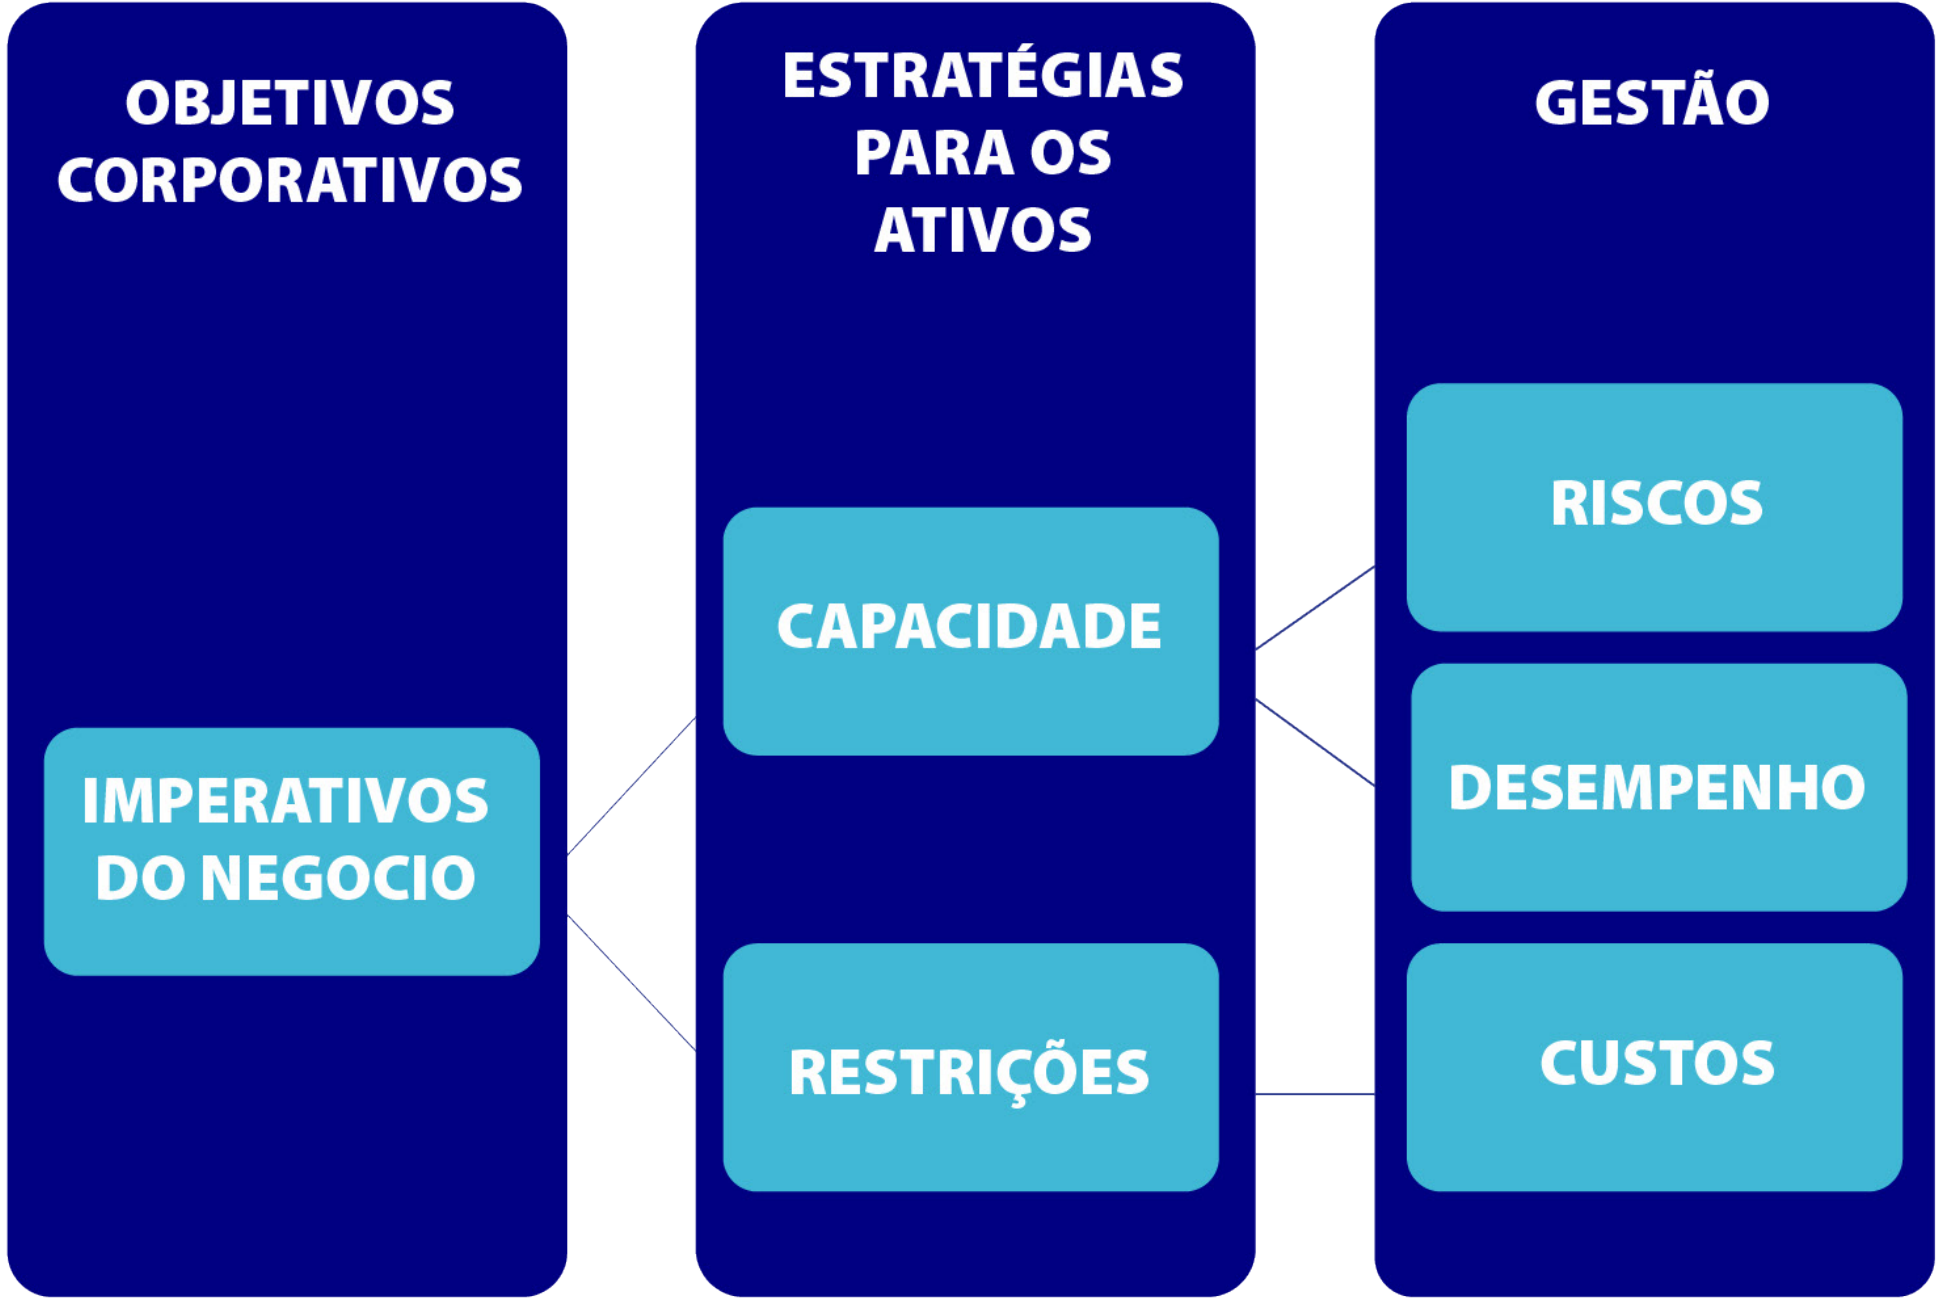 OBJETIVOS
CORPORATIVOS
IMPERATIVOS
DO NEGOCIO
ESTRATÉGIAS
PARA OS
ATIVOS
CAPACIDADE
RESTRIÇÕES
GESTÃO
RISCOS
DESEMPENHO
CUSTOS